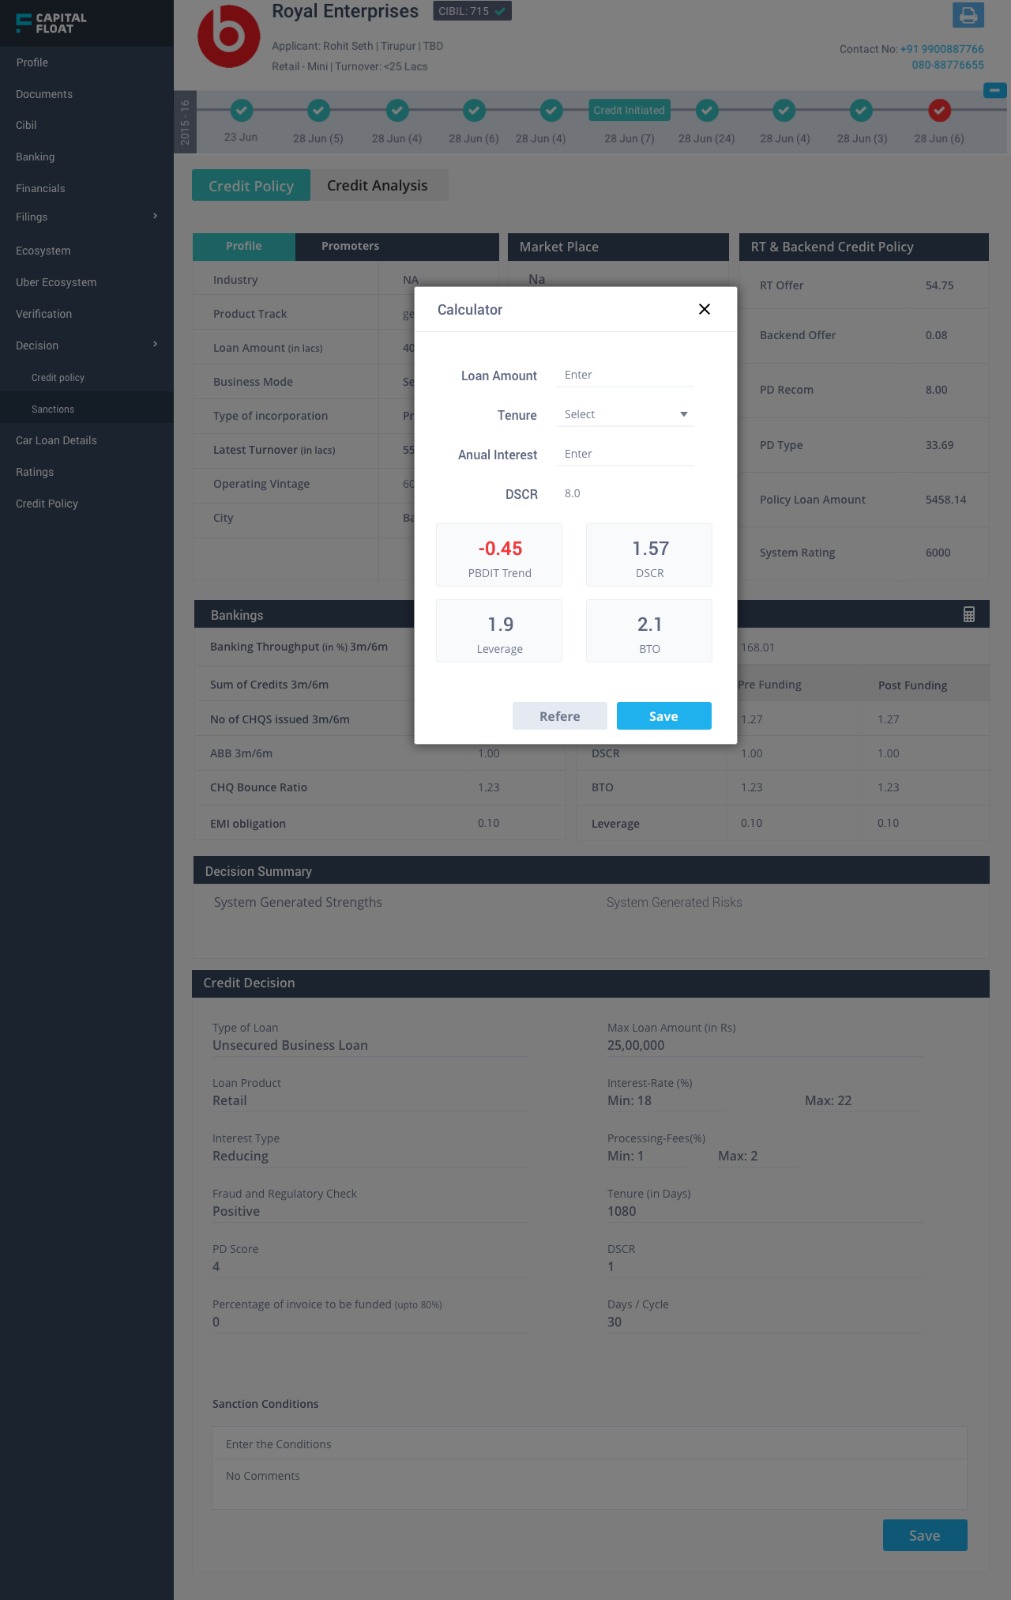 CAPITAL
FLOAT
Profile
Documents
Cibil
Banking
Financials
Filings
Ecosystem
Uber Ecosystem
Verification
Decision
Credit policy
Sanctions
Car Loan Details
Ratings
Credit Policy
Royal Enterprises CIBIL: 715
Applicant: Rohit Seth | Tirupur | TBD
Retail - Mini | Turnover: <25 Lacs
Contact No: +91 9900887766
080-88776655
2015 - 16
Credit Initiated
23 Jun 28 Jun (5) 28 Jun (4) 28 Jun (6) 28 Jun (4) 28 Jun (7) 28 Jun (24) 28 Jun (4) 28 Jun (3) 28 Jun (6)
Credit Policy Credit Analysis
Profile Promoters
Industry NA
Product Track ge
Loan Amount (in lacs) 40
Business Mode Se
Type of incorporation Pr
Latest Turnover (in lacs) 55
Operating Vintage 60
City Ba
Market Place
Na
RT & Backend Credit Policy
RT Offer 54.75
Backend Offer 0.08
PD Recom 8.00
PD Type 33.69
Policy Loan Amount 5458.14
System Rating 6000
Calculator
Loan Amount Enter
Tenure Select
Anual Interest Enter
DSCR 8.0
-0.45
PBDIT Trend
1.57
DSCR
1.9
Leverage
2.1
BTO
Refere Save
Bankings
Banking Throughput (in %) 3m/6m
Sum of Credits 3m/6m
No of CHQS issued 3m/6m
ABB 3m/6m 1.00
CHQ Bounce Ratio 1.23
EMI obligation 0.10
168.01
Pre Funding Post Funding
1.27 1.27
DSCR 1.00 1.00
BTO 1.23 1.23
Leverage 0.10 0.10
Decision Summary
System Generated Strengths System Generated Risks
Credit Decision
Type of Loan
Unsecured Business Loan
Max Loan Amount (in Rs)
25,00,000
Loan Product
Retail
Interest-Rate (%)
Min: 18 Max: 22
Interest Type
Reducing
Processing-Fees(%)
Min: 1 Max: 2
Fraud and Regulatory Check
Positive
Tenure (in Days)
1080
PD Score
4
DSCR
1
Percentage of invoice to be funded (upto 80%)
0
Days / Cycle
30
Sanction Conditions
Enter the Conditions
No Comments
Save